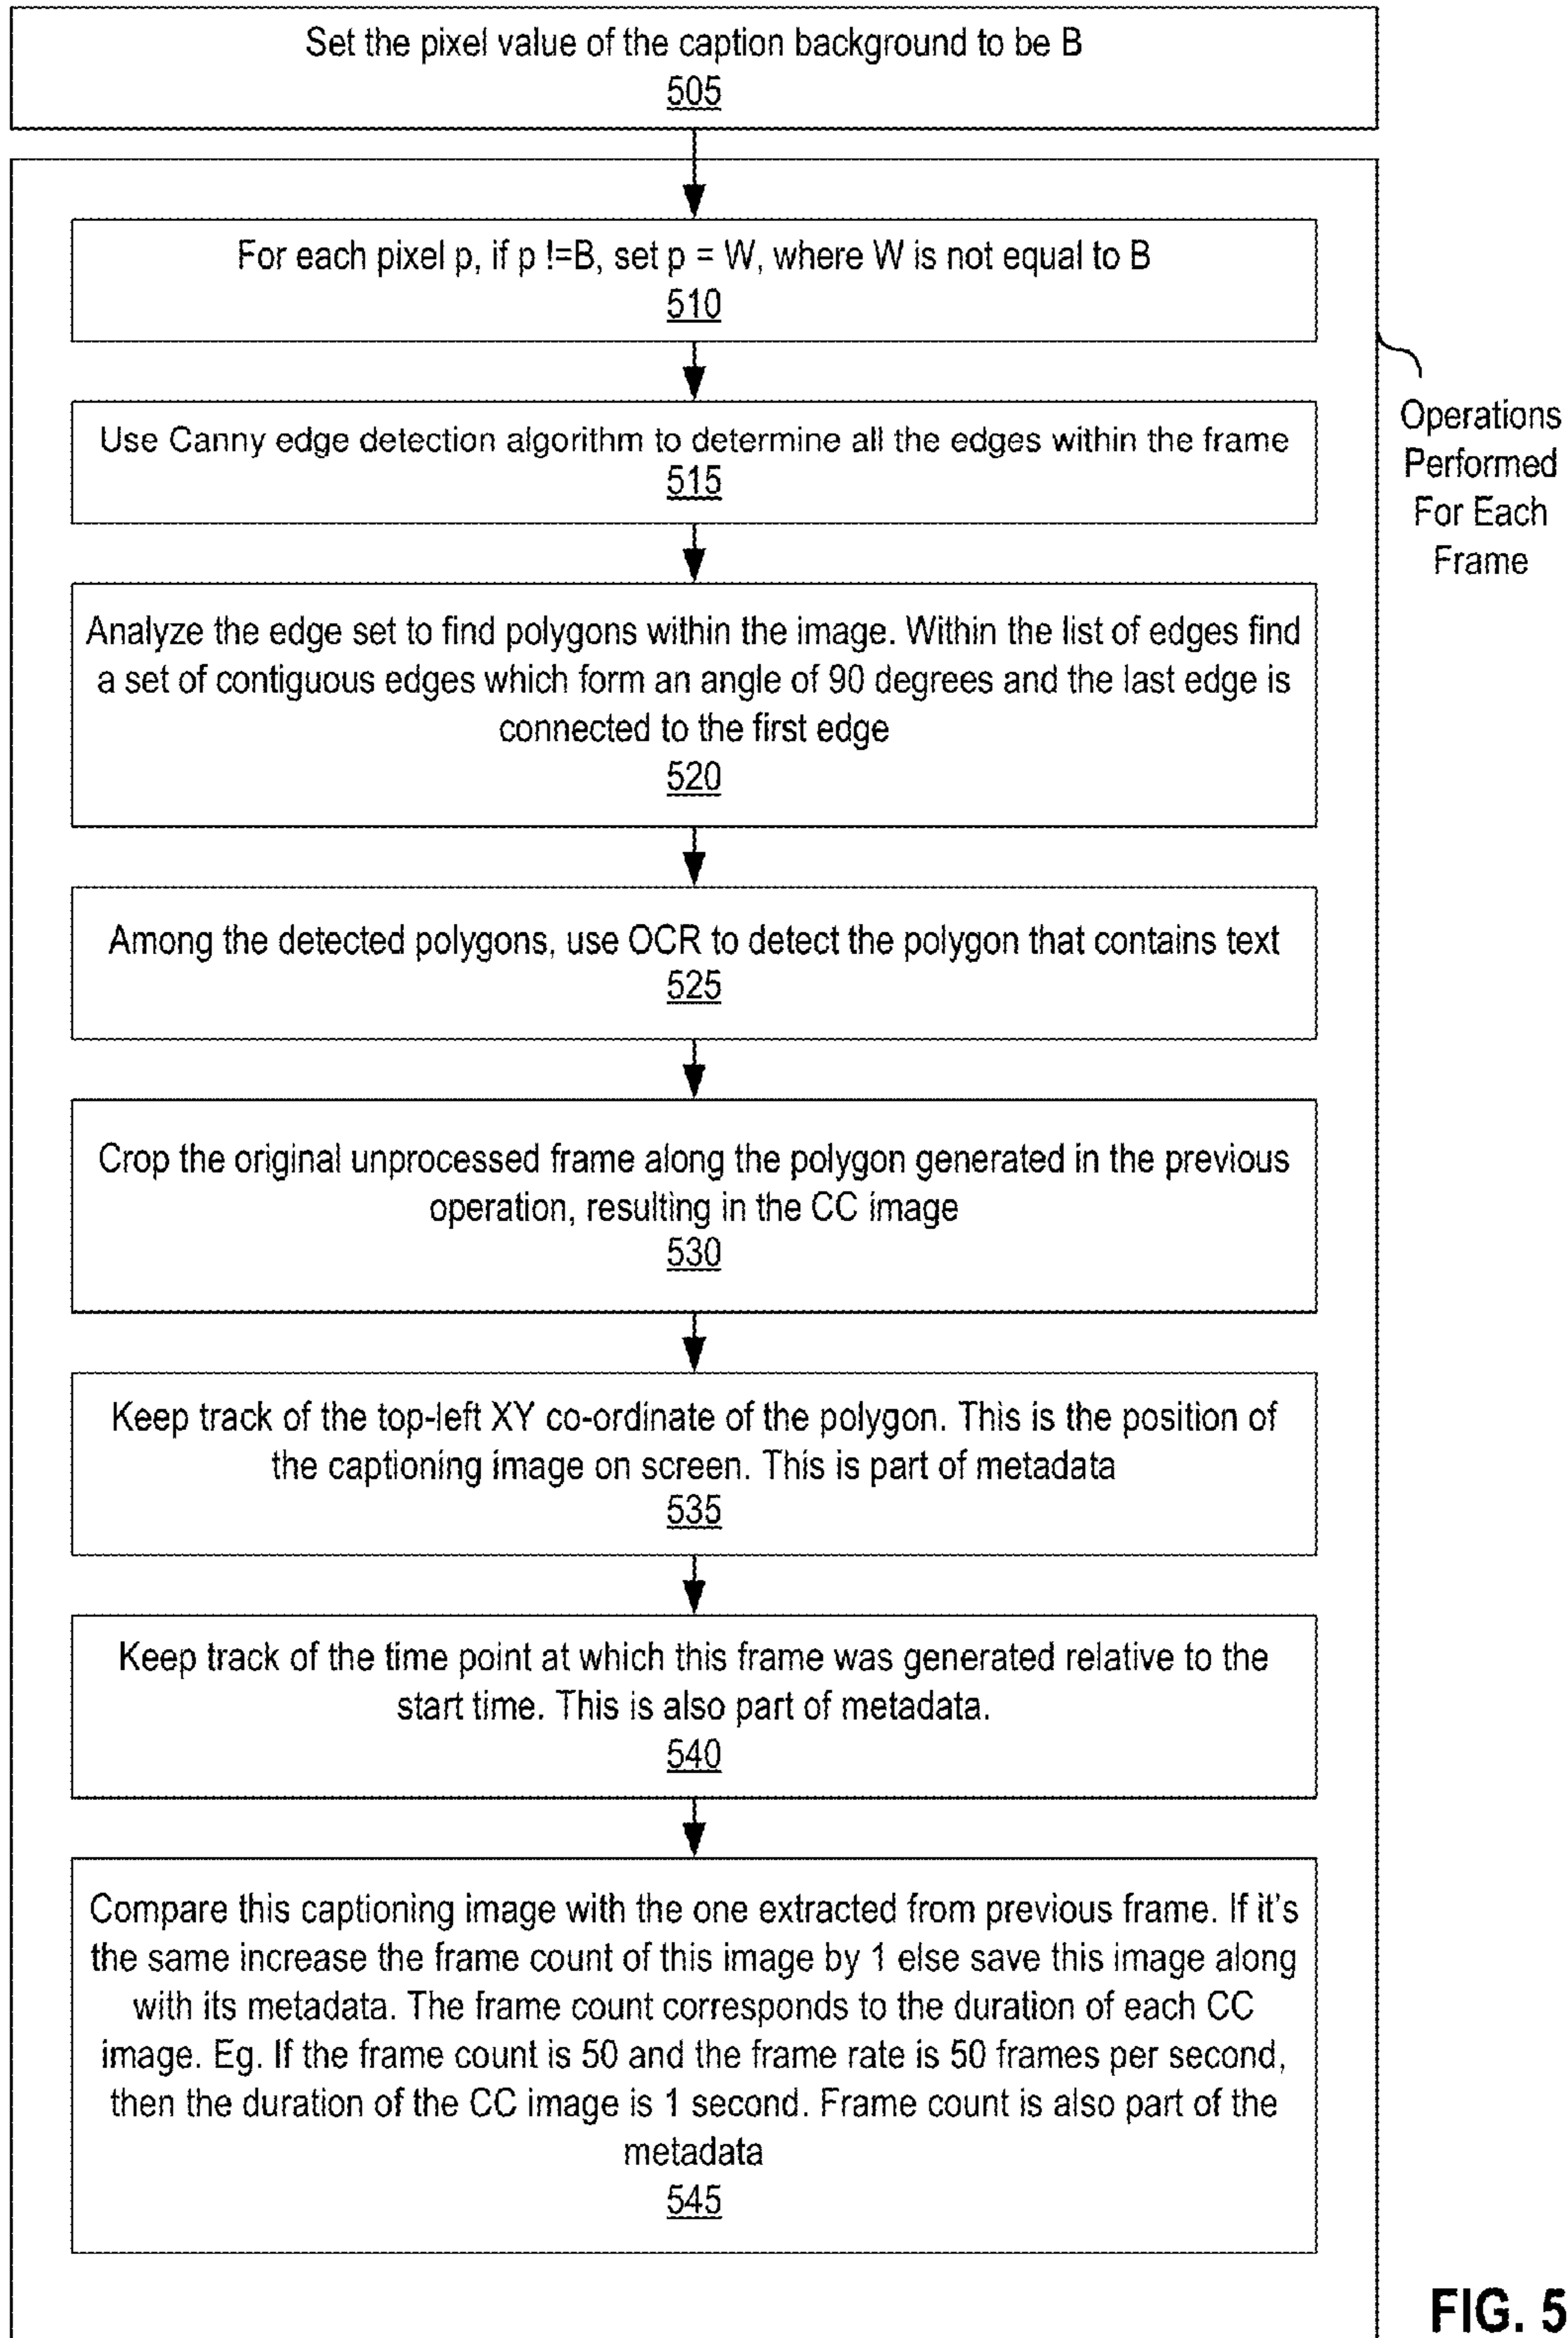 Set the pixel value of the caption background to be B
505
For each pixel p, if p !=B, set p = W, where W is not equal to B
510
Use Canny edge detection algorithm to determine all the edges within the frame
515
Operations
Performed
For Each
Frame
Analyze the edge set to find polygons within the image. Within the list of edges find
a set of contiguous edges which form an angle of 90 degrees and the last edge is
connected to the first edge
520
Among the detected polygons, use OCR to detect the polygon that contains text
525
Crop the original unprocessed frame along the polygon generated in the previous
operation, resulting in the CC image
530
Keep track of the top-left XY co-ordinate of the polygon. This is the position of
the captioning image on screen. This is part of metadata
535
Keep track of the time point at which this frame was generated relative to the
start time. This is also part of metadata.
540
Compare this captioning image with the one extracted from previous frame. If it's
the same increase the frame count of this image by 1 else save this image along
with its metadata. The frame count corresponds to the duration of each CC
image. Eg. If the frame count is 50 and the frame rate is 50 frames per second,
then the duration of the CC image is 1 second. Frame count is also part of the
metadata
545
FIG. 5